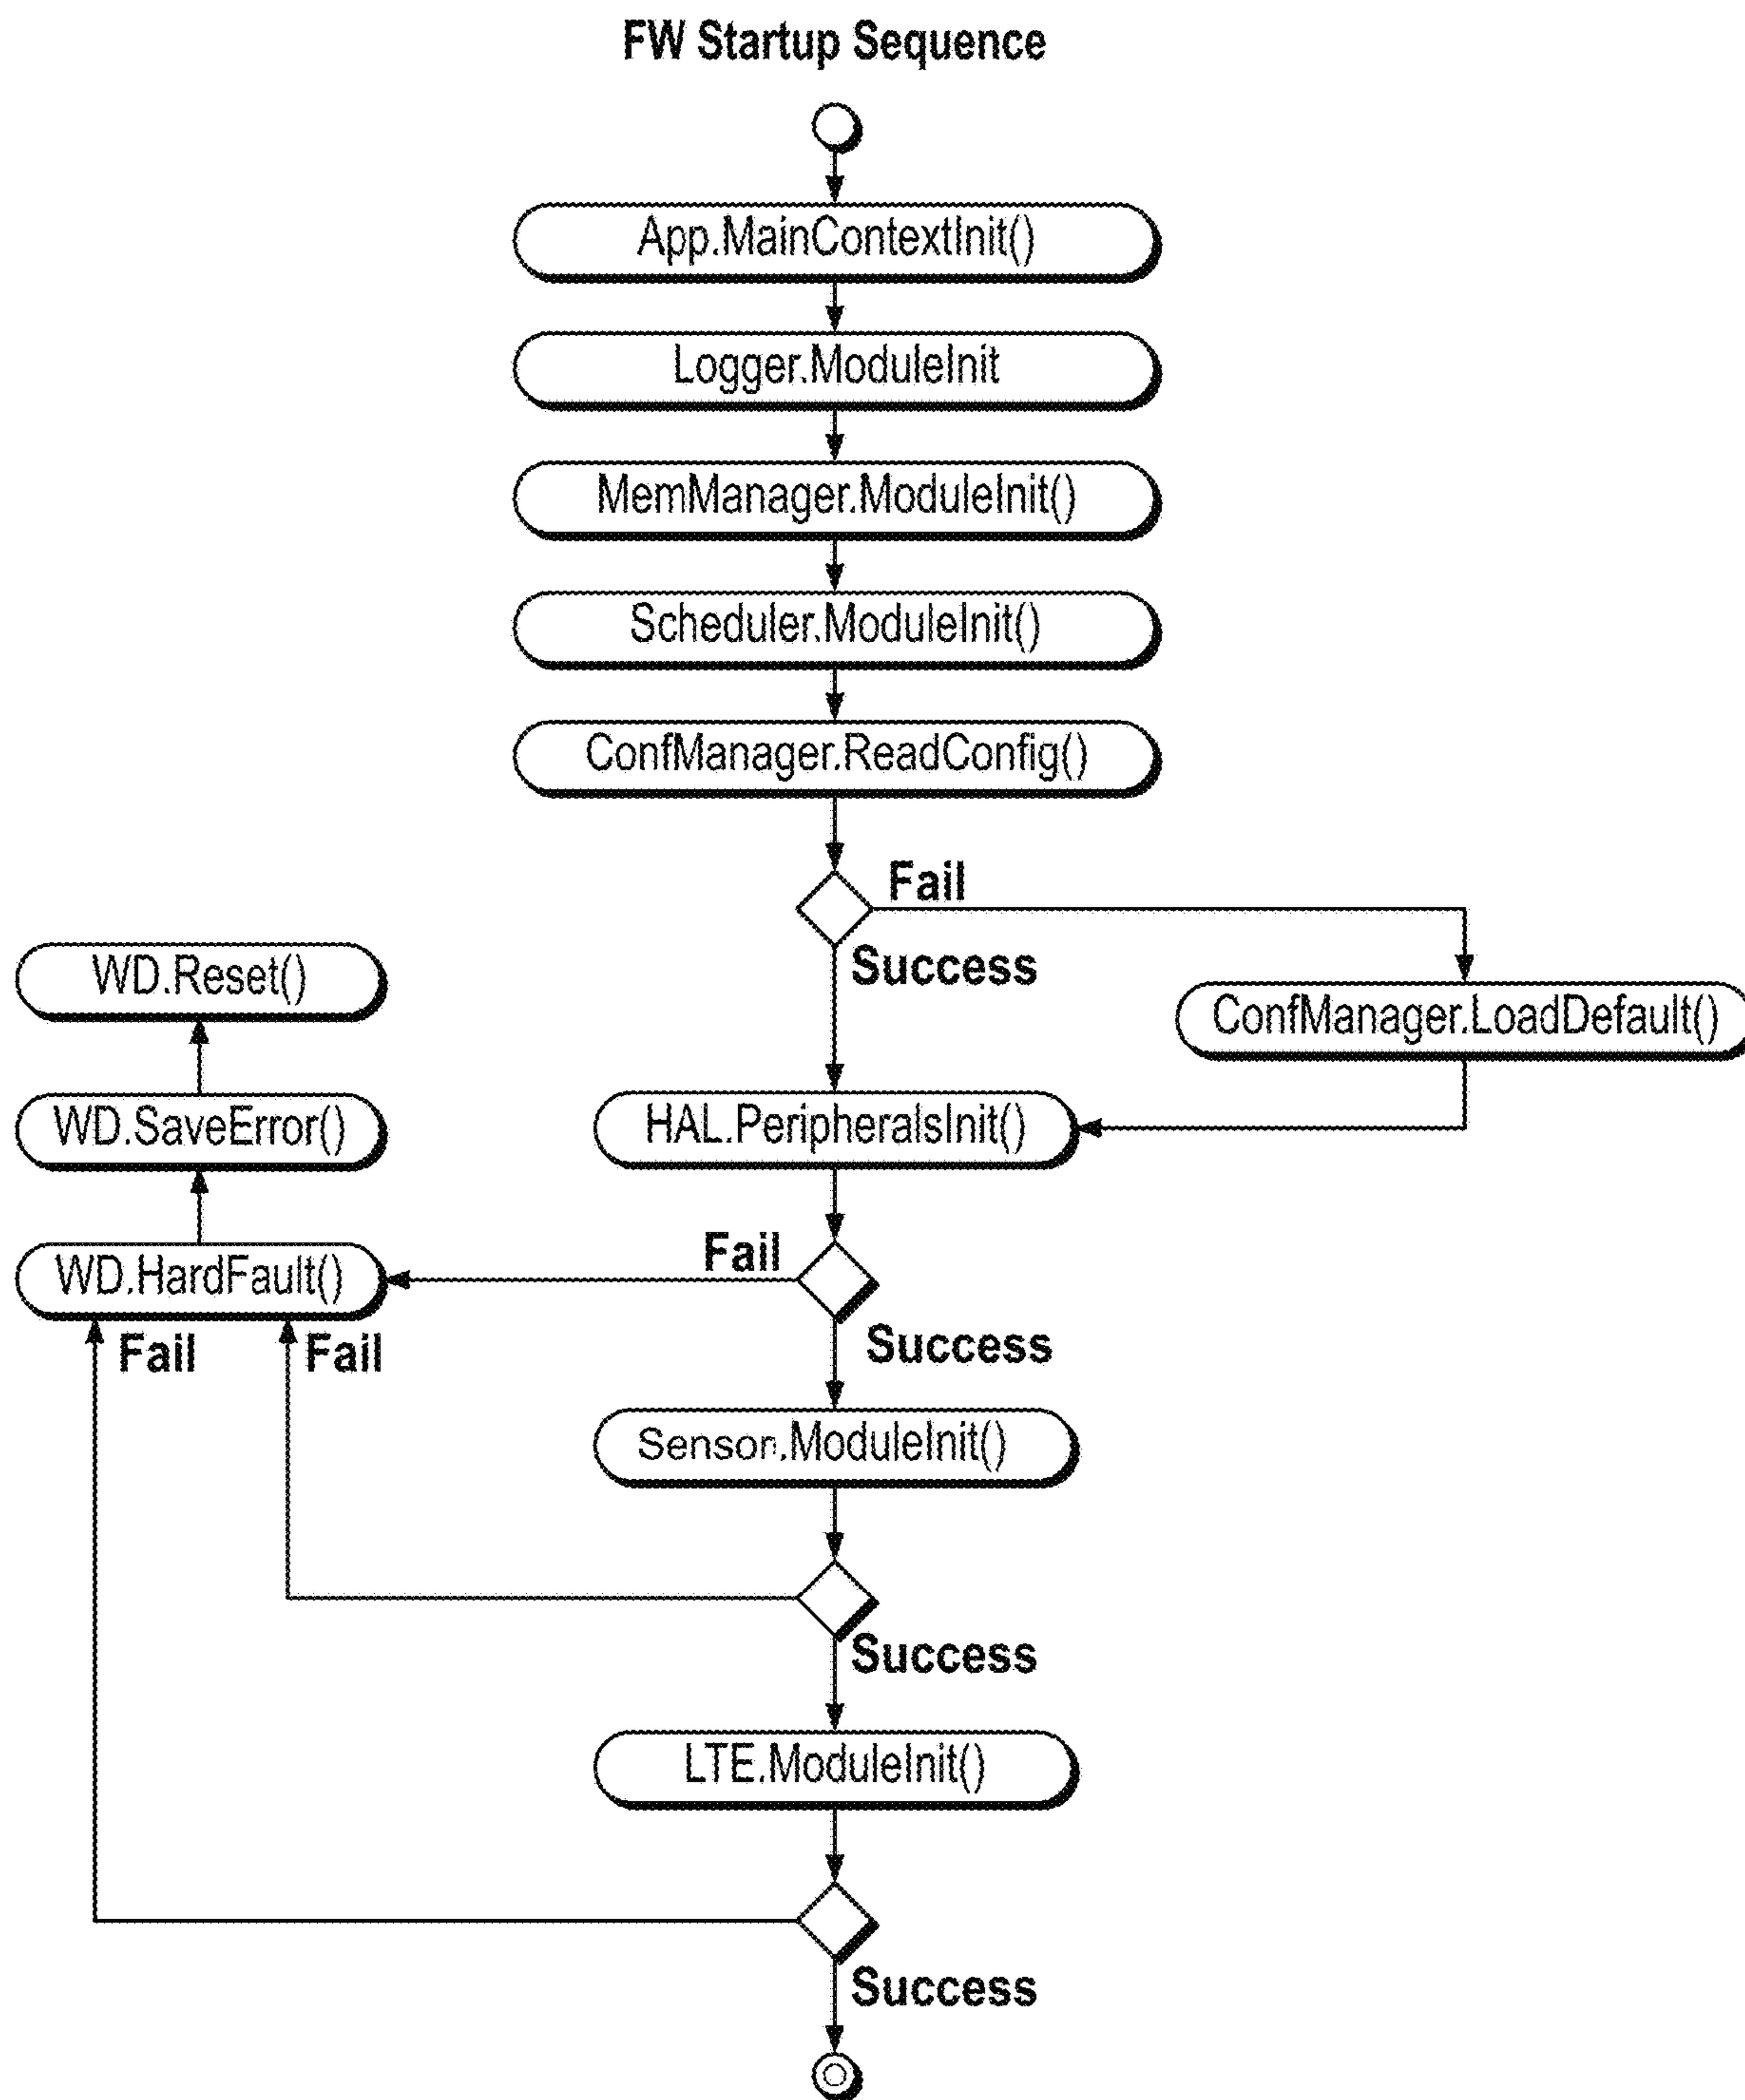 FW Startup Sequence
App.MainContextInit()
Logger.ModuleInit
MemManager.ModuleInit()
Scheduler.ModuleInit()
ConfManager.ReadConfig()
Fail
Success
WD.Reset()
ConfManager.LoadDefault()
WD.SaveError()
HAL.PeripheralsInit()
Fail
WD.HardFault()
Success
Fail
Fail
Sensor.ModuleInit()
Success
LTE.ModuleInit()
Success